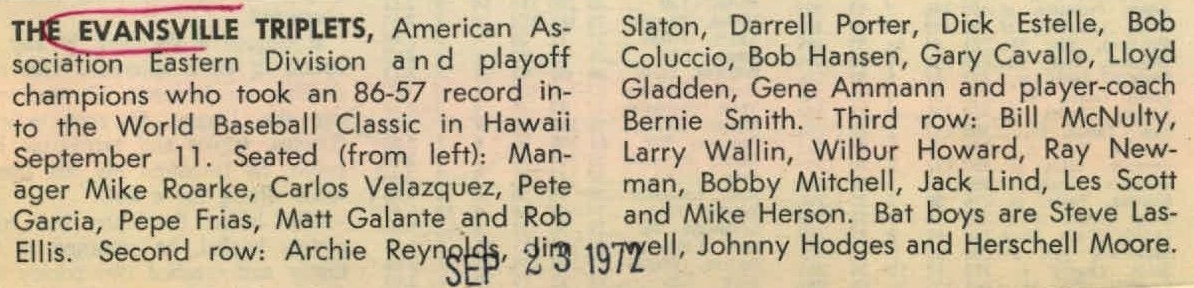 THE EVANSVILLE TRIPLETS, American As-
sociation Eastern Division and playoff
champions who took an 86-57 record in-
to the World Baseball Classic in Hawaii
September 11. Seated (from left): Man-
ager Mike Roarke, Carlos Velazquez, Pete
Garcia, Pepe Frias, Matt Galante and Rob
Ellis. Second row: Archie Reynolds, Jim
Slaton, Darrell Porter, Dick Estelle, Bob
Coluccio, Bob Hansen, Gary Cavallo, Lloyd
Gladden, Gene Ammann and player-coach
Bernie Smith. Third row: Bill McNulty,
Larry Wallin, Wilbur Howard, Ray New-
man, Bobby Mitchell, Jack Lind, Les Scott
and Mike Herson. Bat boys are Steve Las-
well, Johnny Hodges and Herschell Moore.
SEP 23 1972